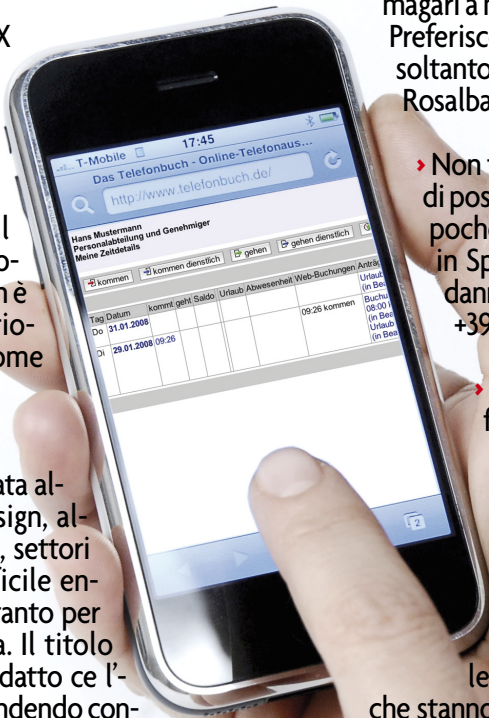 X
l
o-
n è
rio-
ome
ata al-
sign, al-
, settori
ficile en-
ranto per
a. Il titolo
datto ce l'-
ndendo con-
T-Mobile 17:45
Das Telefonbuch - Online-Telefonaus...
http://www.telefonbuch.de/
Hans Mustermann
Personalabteilung und Genehmiger
Meine Zeitdetails
kommen kommen dienstlich gehen gehen dienstlich
Tag Datum kommt geht Saldo Urlaub Abwesenheit Web-Buchungen Anträg
Do 31.01.2008 Urlaub
(in Bea
Di 29.01.2008 09:26 09:26 kommen Buchu
08:00
(in Bea
Urlaub
(in Bea
2
magari a
Preferisc
soltanto
Rosalba
› Non
di pos
poche
in Sp
dann
+39
›
f
le
che stanno